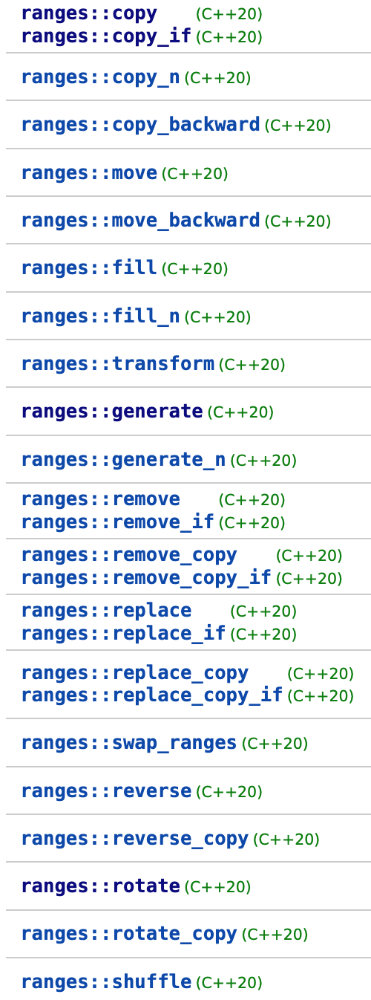 ranges::copy (C++20)
ranges::copy_if (C++20)
ranges::copy_n (C++20)
ranges::copy_backward (C++20)
ranges::move (C++20)
ranges::move_backward (C++20)
ranges::fill (C++20)
ranges::fill_n (C++20)
ranges::transform (C++20)
ranges::generate (C++20)
ranges::generate_n (C++20)
ranges::remove (C++20)
ranges::remove_if (C++20)
ranges::remove_copy (C++20)
ranges::remove_copy_if (C++20)
ranges::replace (C++20)
ranges::replace_if (C++20)
ranges::replace_copy (C++20)
ranges::replace_copy_if (C++20)
ranges::swap_ranges (C++20)
ranges::reverse (C++20)
ranges::reverse_copy (C++20)
ranges::rotate (C++20)
ranges::rotate_copy (C++20)
ranges::shuffle (C++20)